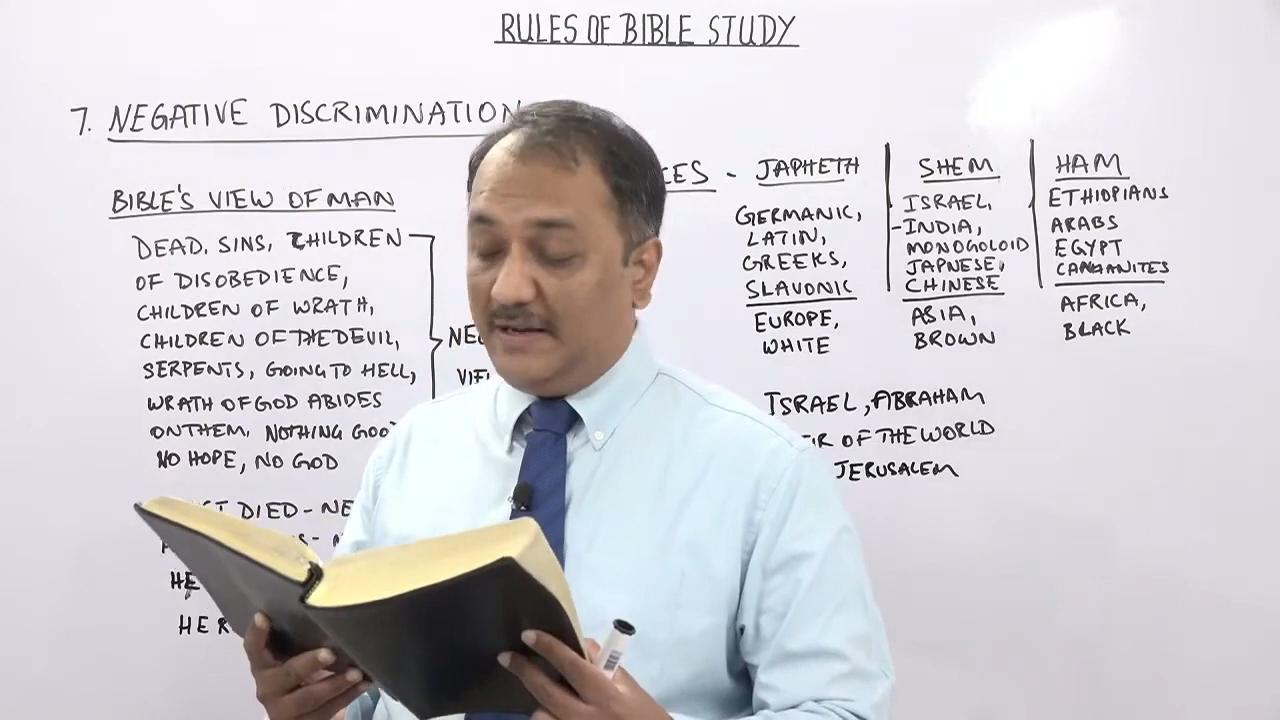 RULES OF BIBLE STUDY
7. NEGATIVE DISCRIMINATION
BIBLE'S VIEW OF MAN
DEAD, SINS, CHILDREN
OF DISOBEDIENCE,
CHILDREN OF WRATH,
CHILDREN OF THE DEVIL,
SERPENTS, GOING TO HELL,
WRATH OF GOD ABIDES
ON THEM, NOTHING
NO HOPE, NO GOD
DIED -
HE
- JAPHETH
GERMANIC,
LATIN,
GREEKS,
SLAVONIC
EUROPE,
WHITE
SHEM
ISRAEL,
-INDIA,
MONOGOLOID
JAPNESE,
CHINESE
ASIA,
BROWN
HAM
ETHIOPIANS
ARABS
EGYPT
CANAANITES
AFRICA,
BLACK
ISRAEL, ABRAHAM
OF THE WORLD
JERUSALEM